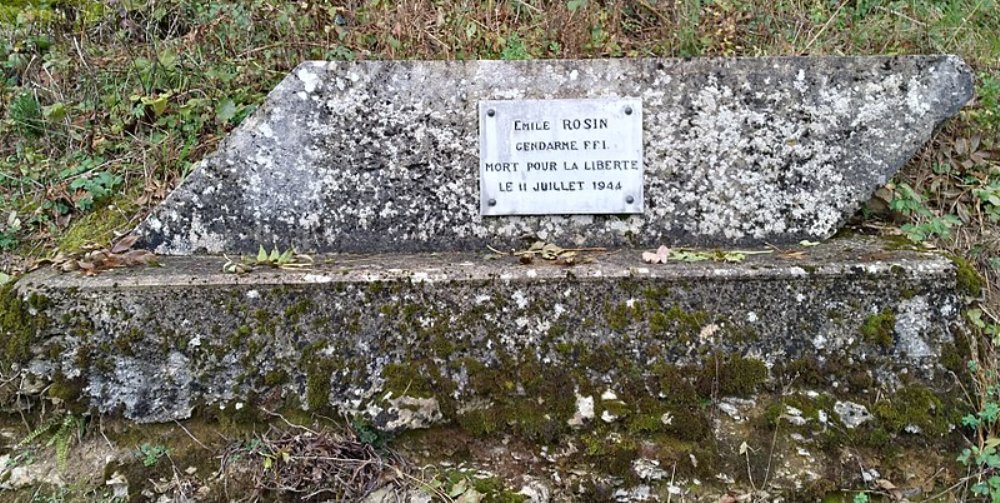 EMILE ROSIN
GENDARME F.F.I.
MORT POUR LA LIBERTE
LE 11 JUILLET 1944